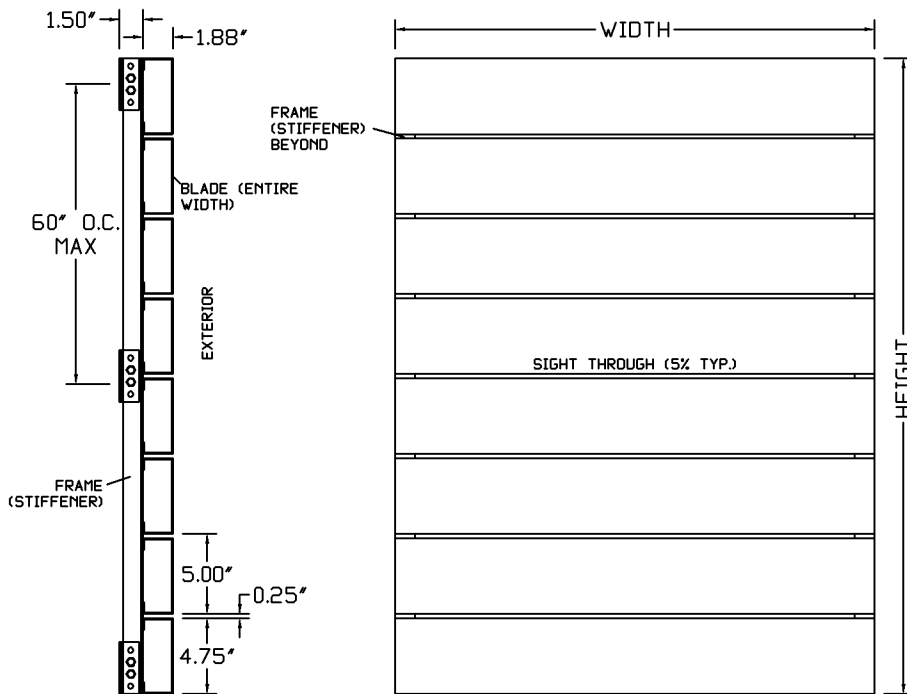 1.50"
1.88"
WIDTH
FRAME
(STIFFENER)
BEYOND
BLADE (ENTIRE
WIDTH)
60" O.C.
MAX
EXTERIOR
SIGHT THROUGH (5% TYP.)
HEIGHT
FRAME
(STIFFENER)
5.00"
0.25"
4.75"